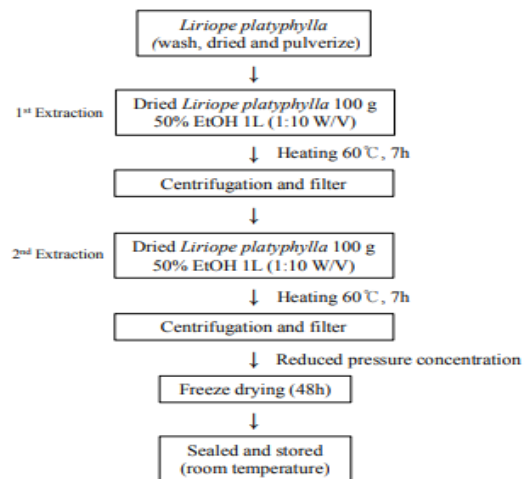 Liriope platyphylla
(wash, dried and pulverize)
↓
1st Extraction
Dried Liriope platyphylla 100 g
50% EtOH 1L (1:10 W/V)
↓ Heating 60℃, 7h
Centrifugation and filter
↓
2nd Extraction
Dried Liriope platyphylla 100 g
50% EtOH 1L (1:10 W/V)
↓ Heating 60℃, 7h
Centrifugation and filter
↓ Reduced pressure concentration
Freeze drying (48h)
↓
Sealed and stored
(room temperature)